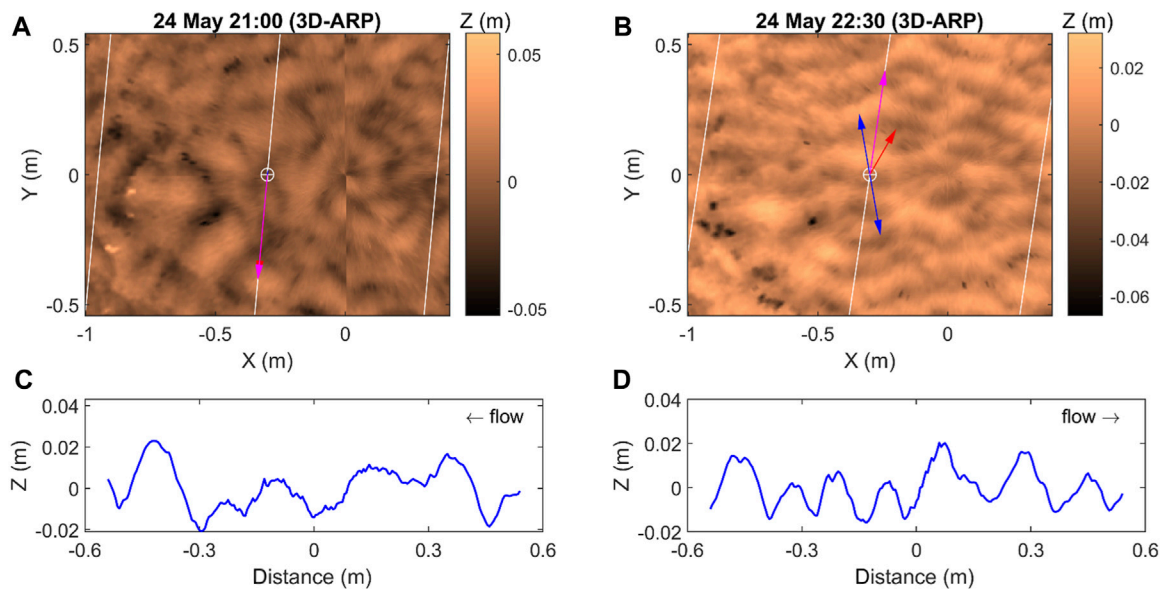 A
24 May 21:00 (3D-ARP)
Z (m)
0.5
0
-0.5
Y (m)
-1
-0.5
0
X (m)
0.05
0
-0.05
B
24 May 22:30 (3D-ARP)
Z (m)
0.5
0
-0.5
Y (m)
-1
-0.5
0
X (m)
0.02
0
-0.02
-0.04
-0.06
C
0.04
0.02
0
-0.02
Z (m)
← flow
-0.6
-0.3
0
0.3
0.6
Distance (m)
D
0.04
0.02
0
-0.02
Z (m)
flow →
-0.6
-0.3
0
0.3
0.6
Distance (m)